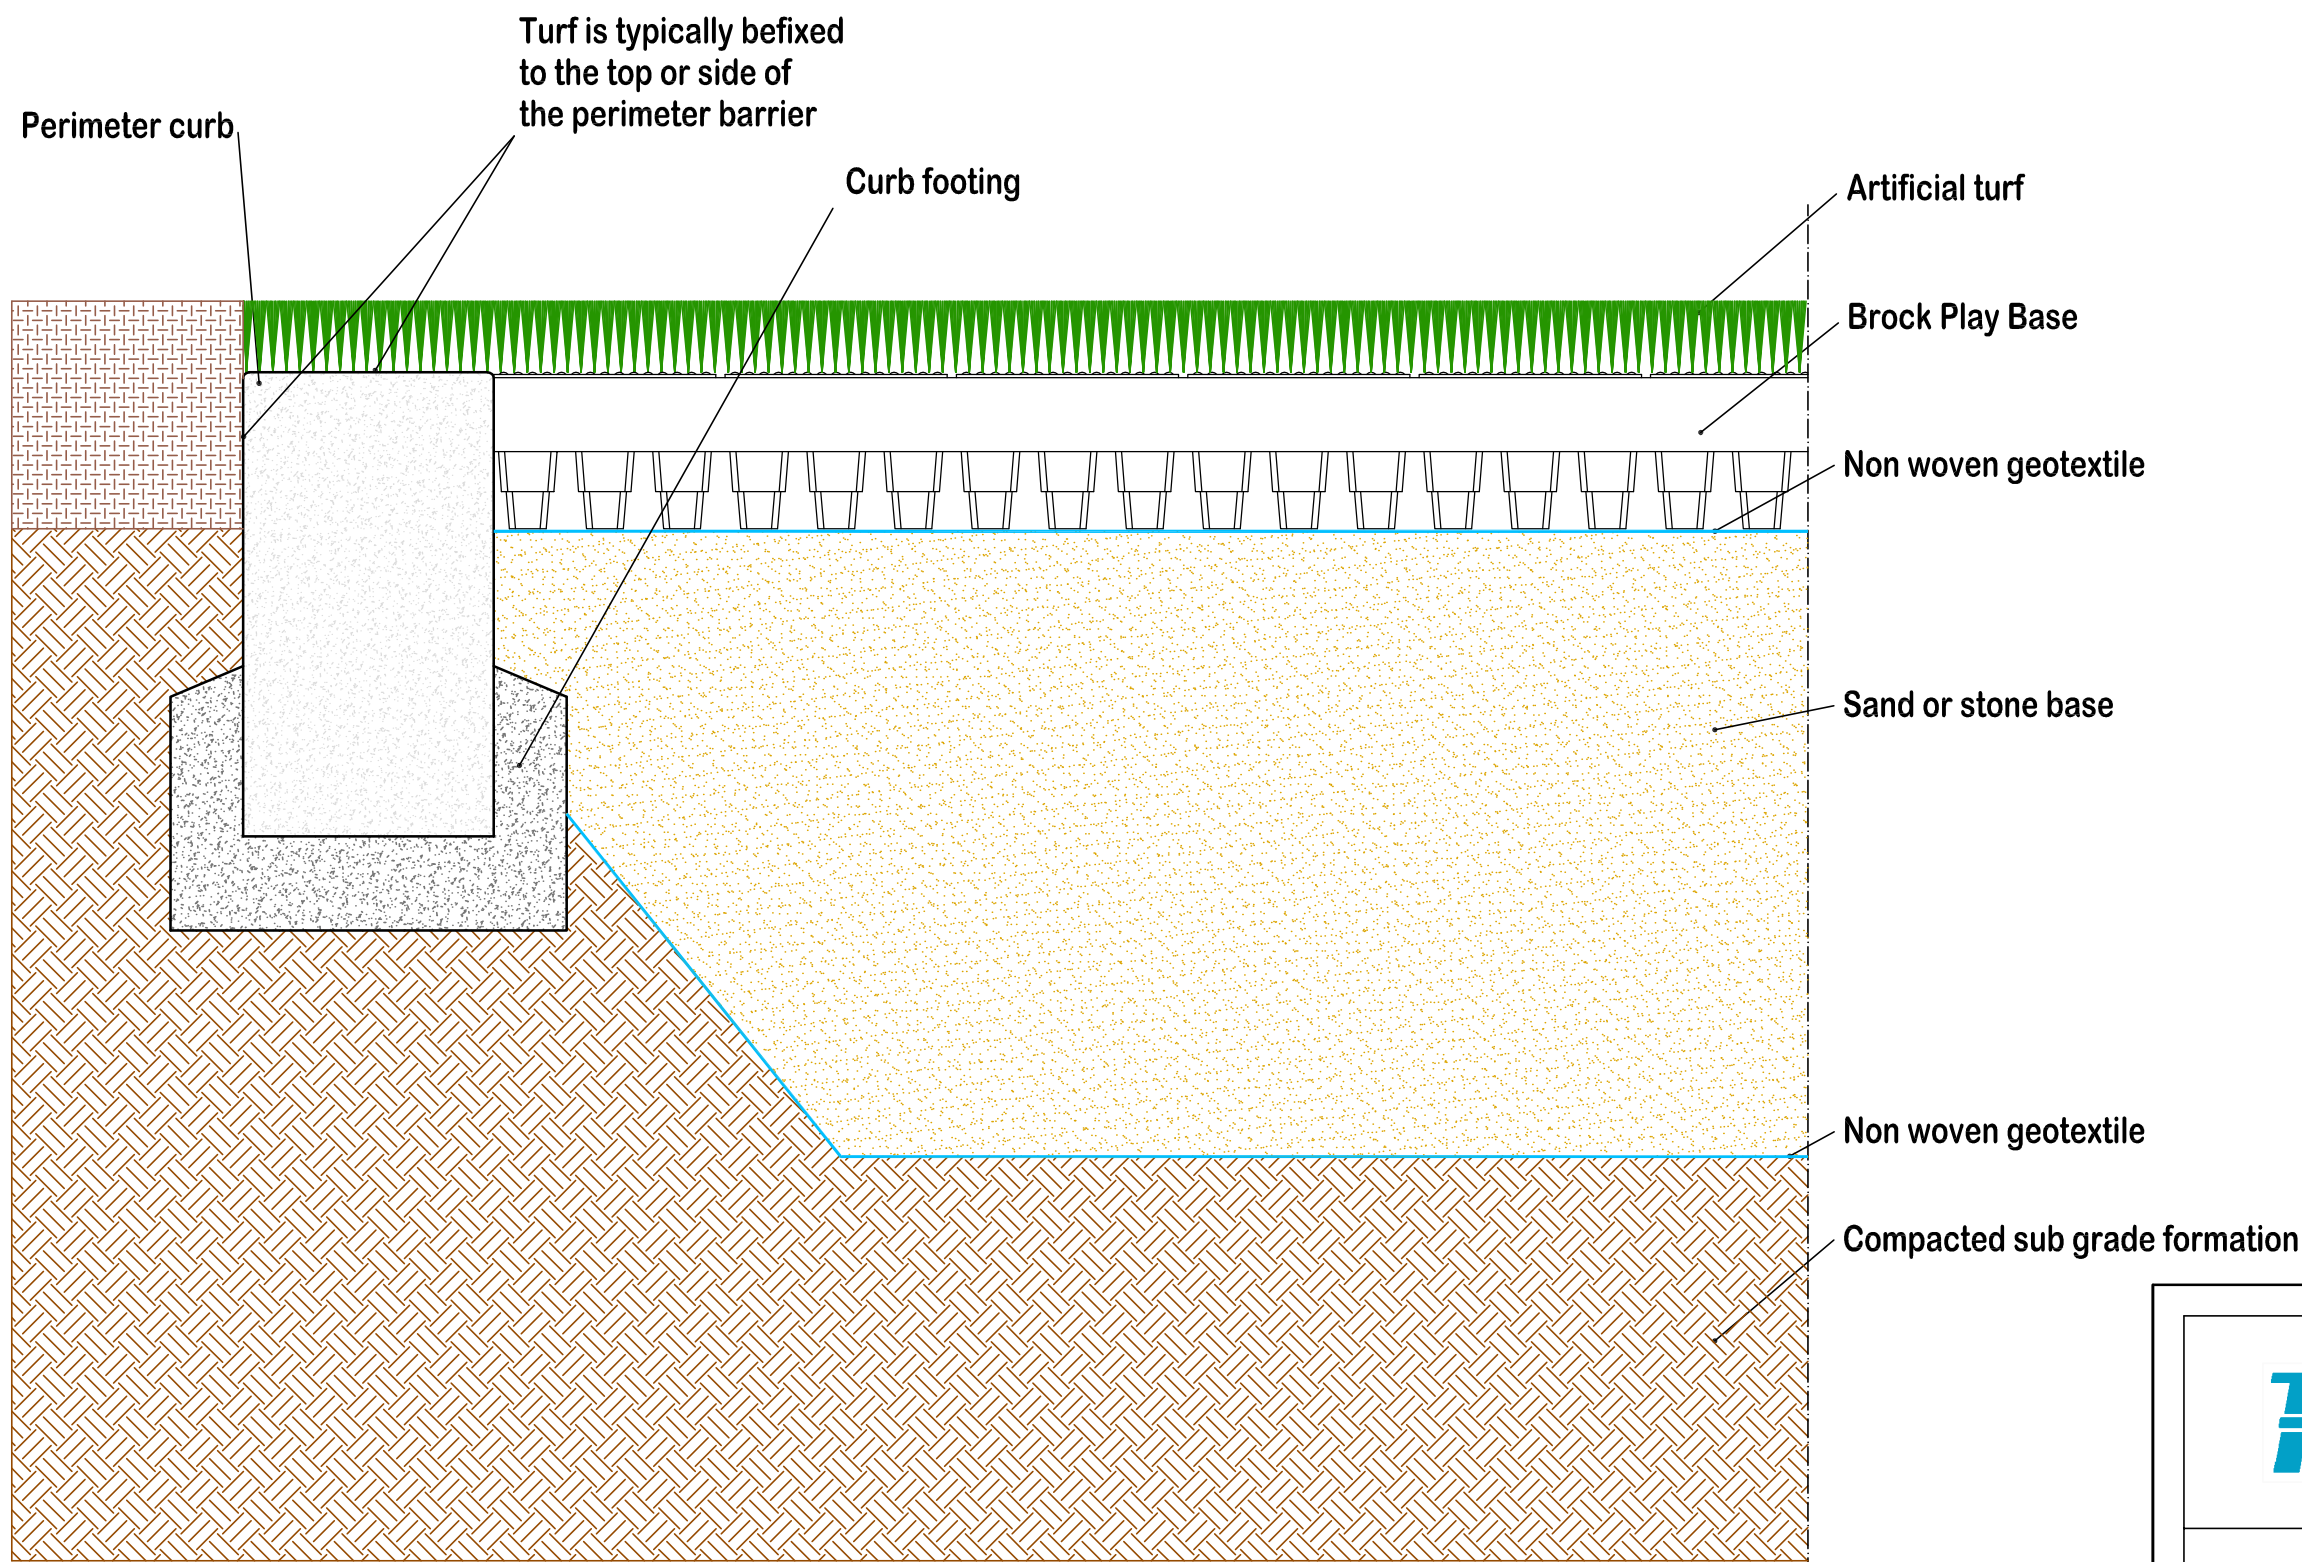 Turf is typically befixed
to the top or side of
the perimeter barrier
Perimeter curb
Curb footing
Artificial turf
Brock Play Base
Non woven geotextile
Sand or stone base
Non woven geotextile
Compacted sub grade formation